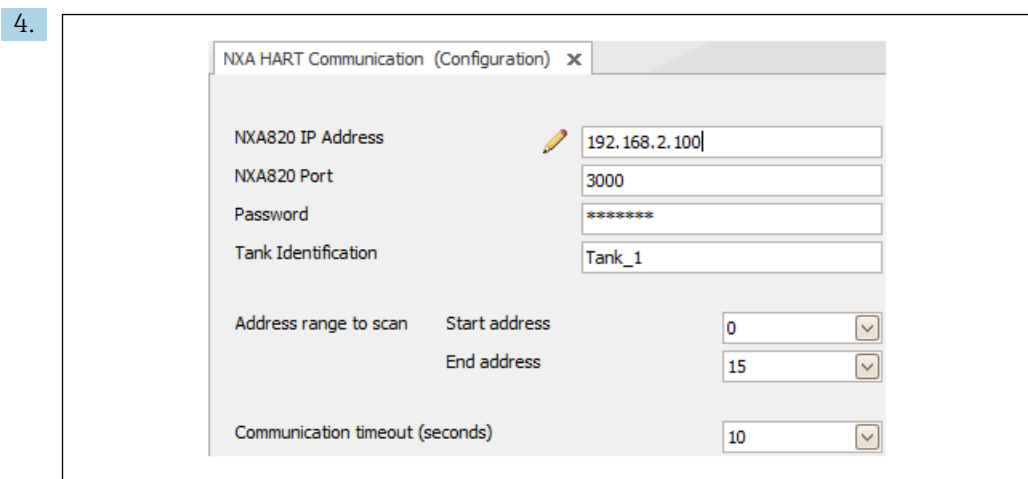 4.
NXA HART Communication (Configuration)
NXA820 IP Address 192.168.2.100
NXA820 Port 3000
Password *******
Tank Identification Tank_1
Address range to scan Start address 0
End address 15
Communication timeout (seconds) 10